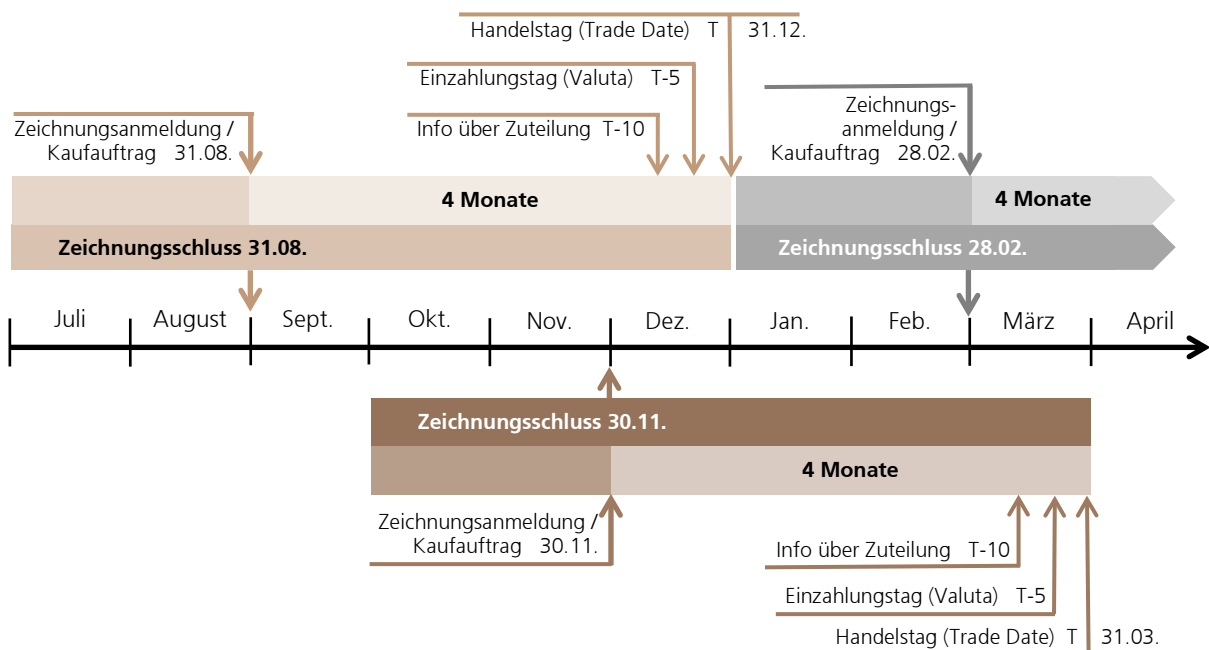 Handelstag (Trade Date) T 31.12.
Einzahlungstag (Valuta) T-5
Info über Zuteilung T-10
Zeichnungsanmeldung /
Kaufauftrag 31.08.
Zeichnungs-
anmeldung /
Kaufauftrag 28.02.
4 Monate
4 Monate
Zeichnungsschluss 31.08.
Zeichnungsschluss 28.02.
Juli August Sept. Okt. Nov. Dez. Jan. Feb. März April
Zeichnungsschluss 30.11.
4 Monate
Zeichnungsanmeldung /
Kaufauftrag 30.11.
Info über Zuteilung T-10
Einzahlungstag (Valuta) T-5
Handelstag (Trade Date) T 31.03.